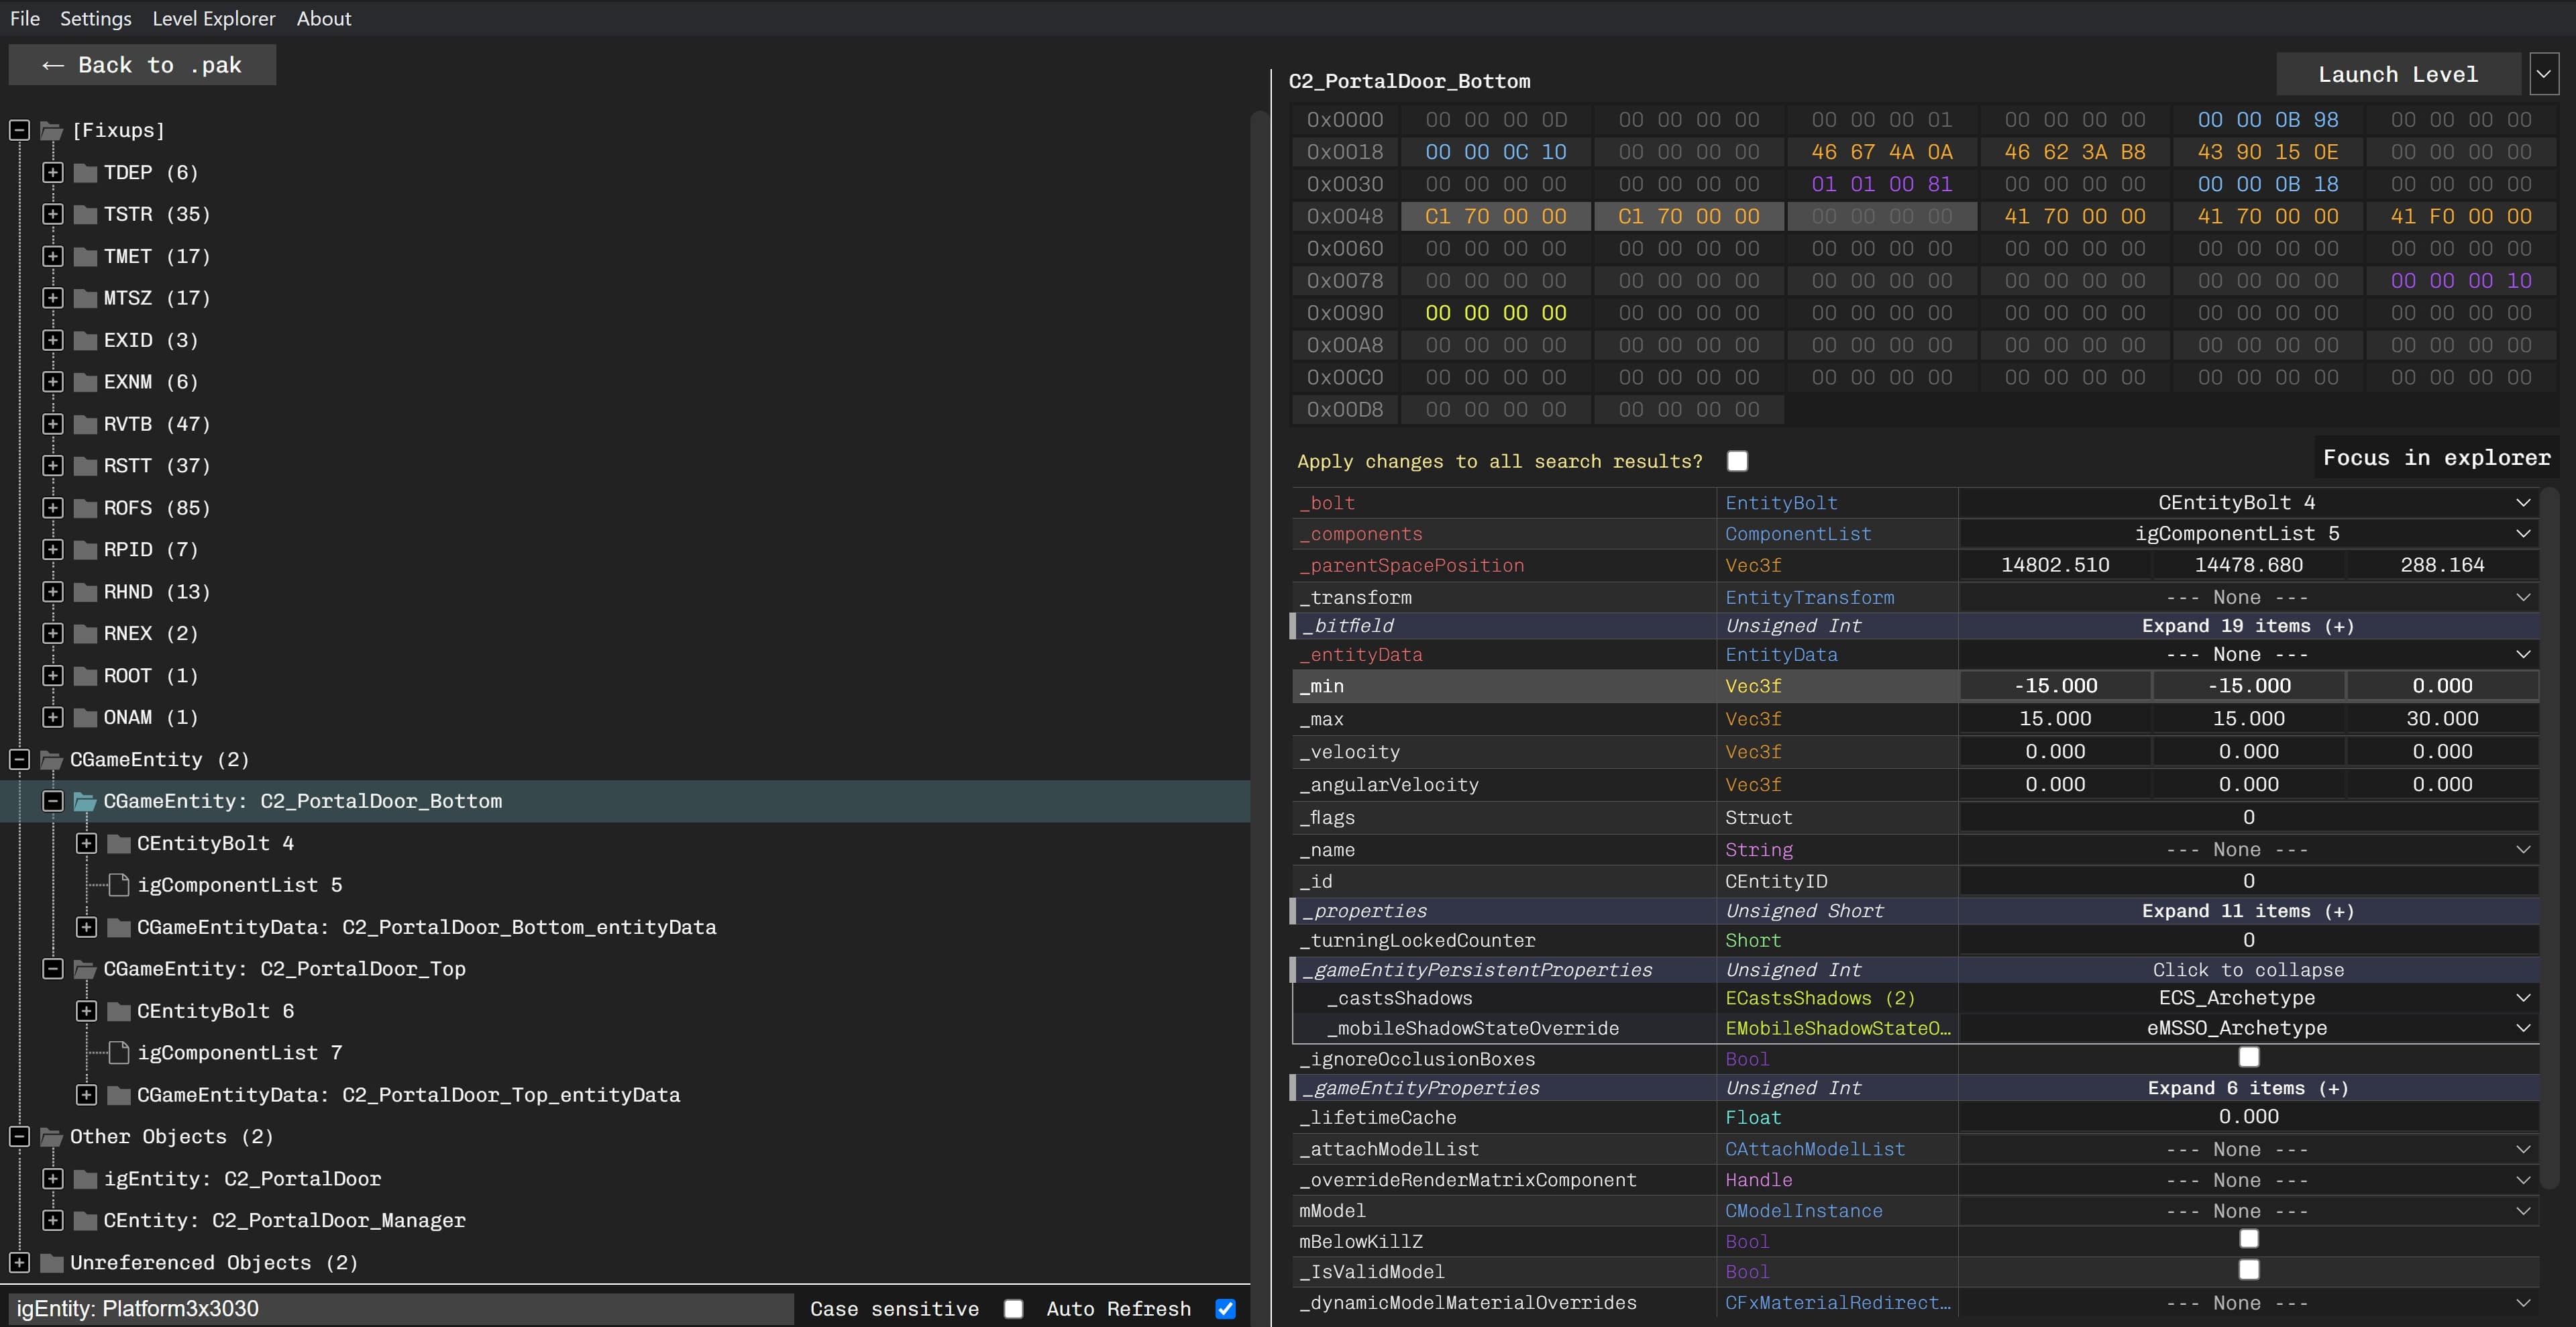 File Settings Level Explorer About
← Back to .pak
[Fixups]
TDEP (6)
TSTR (35)
TMET (17)
MTSZ (17)
EXID (3)
EXNM (6)
RVTB (47)
RSTT (37)
ROFS (85)
RPID (7)
RHND (13)
RNEX (2)
ROOT (1)
ONAM (1)
CGameEntity (2)
CGameEntity: C2_PortalDoor_Bottom
CEntityBolt 4
igComponentList 5
CGameEntityData: C2_PortalDoor_Bottom_entityData
CGameEntity: C2_PortalDoor_Top
CEntityBolt 6
igComponentList 7
CGameEntityData: C2_PortalDoor_Top_entityData
Other Objects (2)
igEntity: C2_PortalDoor
CEntity: C2_PortalDoor_Manager
Unreferenced Objects (2)
igEntity: Platform3x3030 Case sensitive Auto Refresh
C2_PortalDoor_Bottom
Launch Level
0x0000 00 00 00 0D 00 00 00 00 00 00 00 01 00 00 00 00 00 00 0B 98 00 00 00 00
0x0018 00 00 0C 10 00 00 00 00 46 67 4A 0A 46 62 3A B8 43 90 15 0E 00 00 00 00
0x0030 00 00 00 00 00 00 00 00 01 01 00 81 00 00 00 00 00 00 0B 18 00 00 00 00
0x0048 C1 70 00 00 C1 70 00 00 00 00 00 00 41 70 00 00 41 70 00 00 41 F0 00 00
0x0060 00 00 00 00 00 00 00 00 00 00 00 00 00 00 00 00 00 00 00 00 00 00 00 00
0x0078 00 00 00 00 00 00 00 00 00 00 00 00 00 00 00 00 00 00 00 00 00 00 00 10
0x0090 00 00 00 00 00 00 00 00 00 00 00 00 00 00 00 00 00 00 00 00 00 00 00 00
0x00A8 00 00 00 00 00 00 00 00 00 00 00 00 00 00 00 00 00 00 00 00 00 00 00 00
0x00C0 00 00 00 00 00 00 00 00 00 00 00 00 00 00 00 00 00 00 00 00 00 00 00 00
0x00D8 00 00 00 00 00 00 00 00
Apply changes to all search results? Focus in explorer
_bolt EntityBolt CEntityBolt 4
_components ComponentList igComponentList 5
_parentSpacePosition Vec3f 14802.510 14478.680 288.164
_transform EntityTransform --- None ---
_bitfield Unsigned Int Expand 19 items (+)
_entityData EntityData --- None ---
_min Vec3f -15.000 -15.000 0.000
_max Vec3f 15.000 15.000 30.000
_velocity Vec3f 0.000 0.000 0.000
_angularVelocity Vec3f 0.000 0.000 0.000
_flags Struct 0
_name String --- None ---
_id CEntityID 0
_properties Unsigned Short Expand 11 items (+)
_turningLockedCounter Short 0
_gameEntityPersistentProperties Unsigned Int Click to collapse
_castsShadows ECastsShadows (2) ECS_Archetype
_mobileShadowStateOverride EMobileShadowStateO… eMSSO_Archetype
_ignoreOcclusionBoxes Bool
_gameEntityProperties Unsigned Int Expand 6 items (+)
_lifetimeCache Float 0.000
_attachModelList CAttachModelList --- None ---
_overrideRenderMatrixComponent Handle --- None ---
mModel CModelInstance --- None ---
mBelowKillZ Bool
_IsValidModel Bool
_dynamicModelMaterialOverrides CFxMaterialRedirect… --- None ---